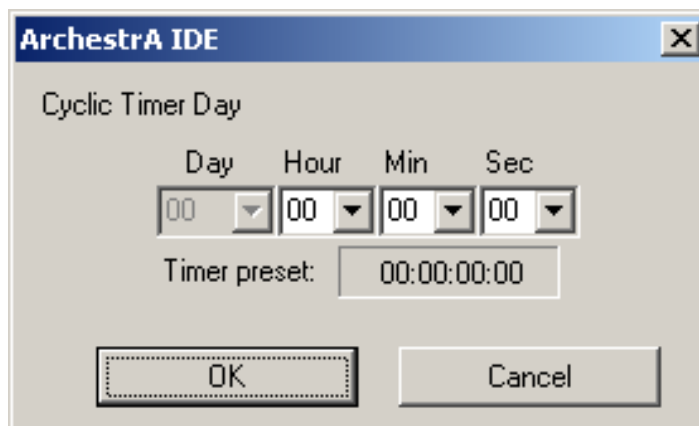 ArchestrA IDE
Cyclic Timer Day
Day Hour Min Sec
00 00 00 00
Timer preset: 00:00:00:00
OK Cancel